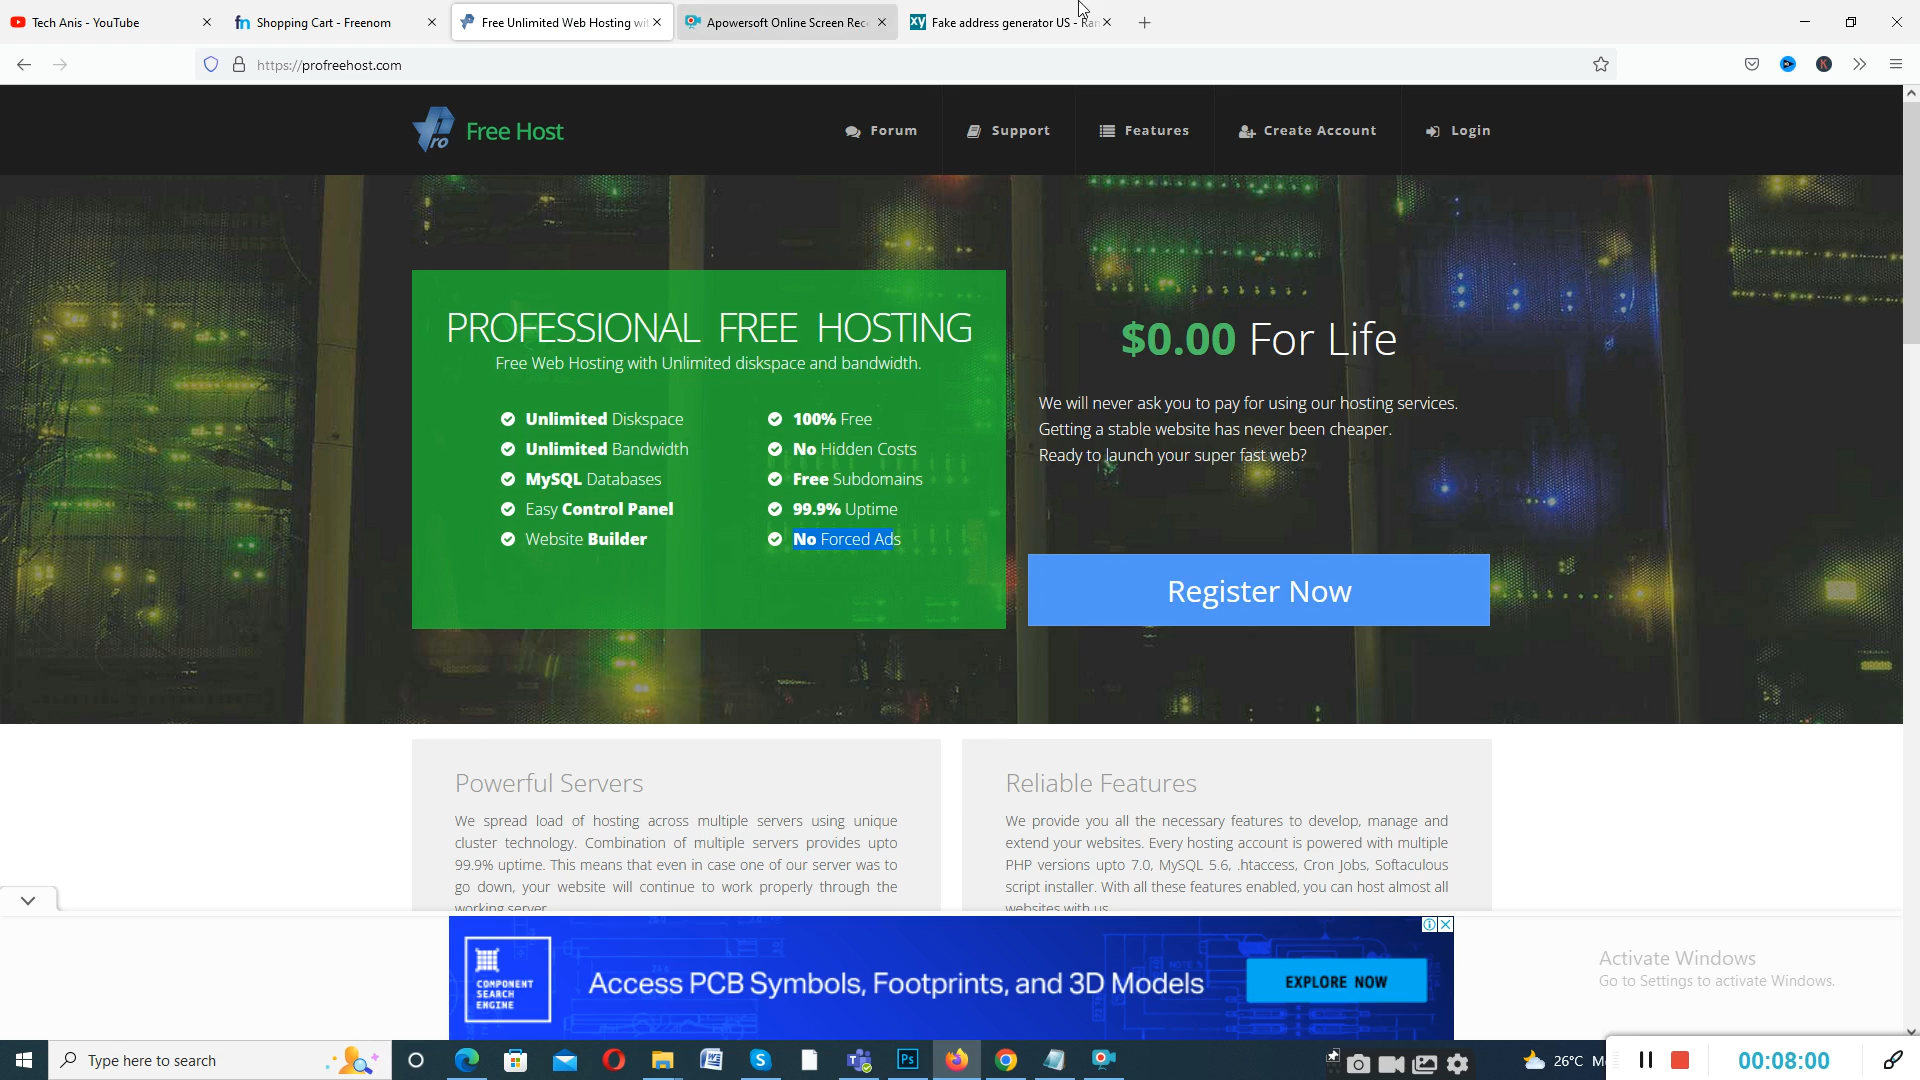 Tech Anis - YouTube
Shopping Cart - Freenom
Free Unlimited Web Hosting wit
Apowersoft Online Screen Rec
Fake address generator US - Ran
https://profreehost.com
ro
Free Host
Forum
Support
Features
Create Account
Login
PROFESSIONAL FREE HOSTING
Free Web Hosting with Unlimited diskspace and bandwidth.
Unlimited Diskspace
Unlimited Bandwidth
MySQL Databases
Easy Control Panel
Website Builder
100% Free
No Hidden Costs
Free Subdomains
99.9% Uptime
No Forced Ads
$0.00 For Life
We will never ask you to pay for using our hosting services.
Getting a stable website has never been cheaper.
Ready to launch your super fast web?
Register Now
Powerful Servers
We spread load of hosting across multiple servers using unique
cluster technology. Combination of multiple servers provides upto
99.9% uptime. This means that even in case one of our server was to
go down, your website will continue to work properly through the
working server.
Reliable Features
We provide you all the necessary features to develop, manage and
extend your websites. Every hosting account is powered with multiple
PHP versions upto 7.0, MySQL 5.6, .htaccess, Cron Jobs, Softaculous
script installer. With all these features enabled, you can host almost all
websites with us.
COMPONENT
SEARCH
ENGINE
Access PCB Symbols, Footprints, and 3D Models
EXPLORE NOW
Activate Windows
Go to Settings to activate Windows.
Type here to search
26°C
00:08:00